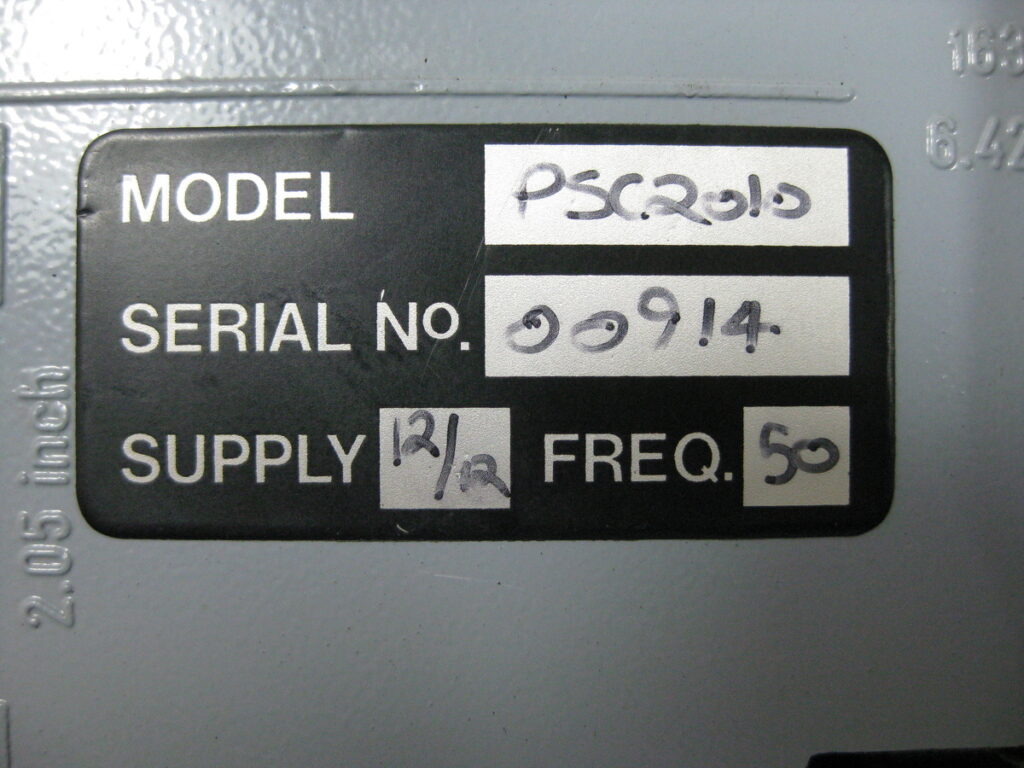 163
6.42
MODEL PSC2010
SERIAL NO. 00914
SUPPLY 12/12 FREQ. 50
2.05 inch